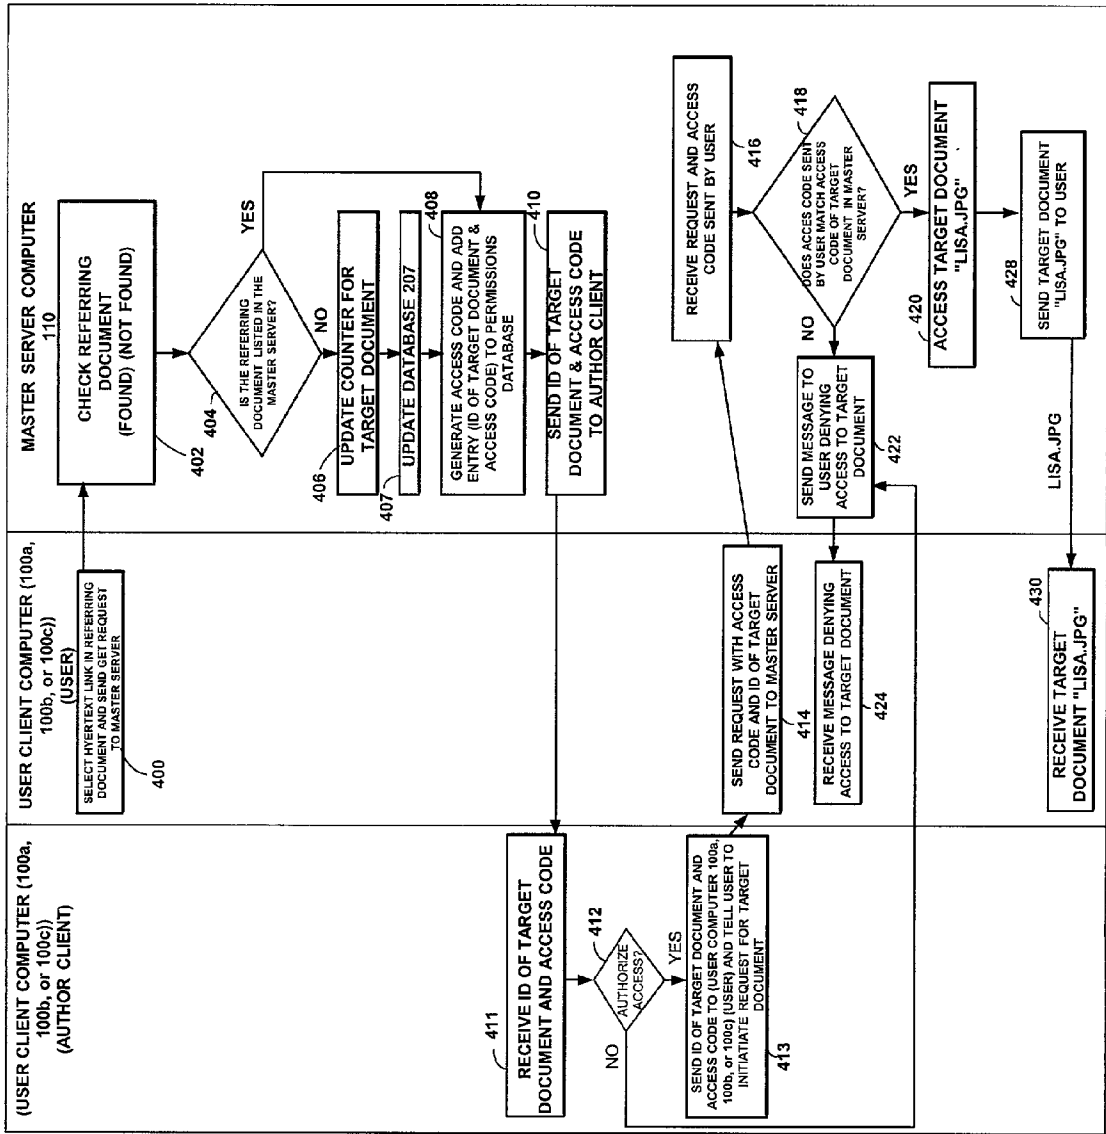 (USER CLIENT COMPUTER (100a,
100b, or 100c))
(AUTHOR CLIENT)
USER CLIENT COMPUTER (100a,
100b, or 100c))
(USER)
MASTER SERVER COMPUTER
110
SELECT HYERTEXT LINK IN REFERRING
DOCUMENT AND SEND GET REQUEST
TO MASTER SERVER
400
CHECK REFERRING
DOCUMENT
(FOUND) (NOT FOUND)
402
IS THE REFERRING
DOCUMENT LISTED IN THE
MASTER SERVER?
404
YES
NO
UPDATE COUNTER FOR
TARGET DOCUMENT
406
UPDATE DATABASE 207
407
GENERATE ACCESS CODE AND ADD
ENTRY (ID OF TARGET DOCUMENT &
ACCESS CODE) TO PERMISSIONS
DATABASE
408
SEND ID OF TARGET
DOCUMENT & ACCESS CODE
TO AUTHOR CLIENT
410
RECEIVE ID OF TARGET
DOCUMENT AND ACCESS CODE
411
AUTHORIZE
ACCESS?
412
NO
YES
SEND ID OF TARGET DOCUMENT AND
ACCESS CODE TO (USER COMPUTER 100a,
100b, or 100c) (USER) AND TELL USER TO
INITIATIATE REQUEST FOR TARGET
DOCUMENT
413
SEND REQUEST WITH ACCESS
CODE AND ID OF TARGET
DOCUMENT TO MASTER SERVER
414
RECEIVE REQUEST AND ACCESS
CODE SENT BY USER
416
DOES ACCES CODE SENT
BY USER MATCH ACCESS
CODE OF TARGET
DOCUMENT IN MASTER
SERVER?
418
NO
YES
SEND MESSAGE TO
USER DENYING
ACCESS TO TARGET
DOCUMENT
422
RECEIVE MESSAGE DENYING
ACCESS TO TARGET DOCUMENT
424
ACCESS TARGET DOCUMENT
"LISA.JPG"
420
SEND TARGET DOCUMENT
"LISA.JPG" TO USER
428
LISA.JPG
RECEIVE TARGET
DOCUMENT "LISA.JPG"
430